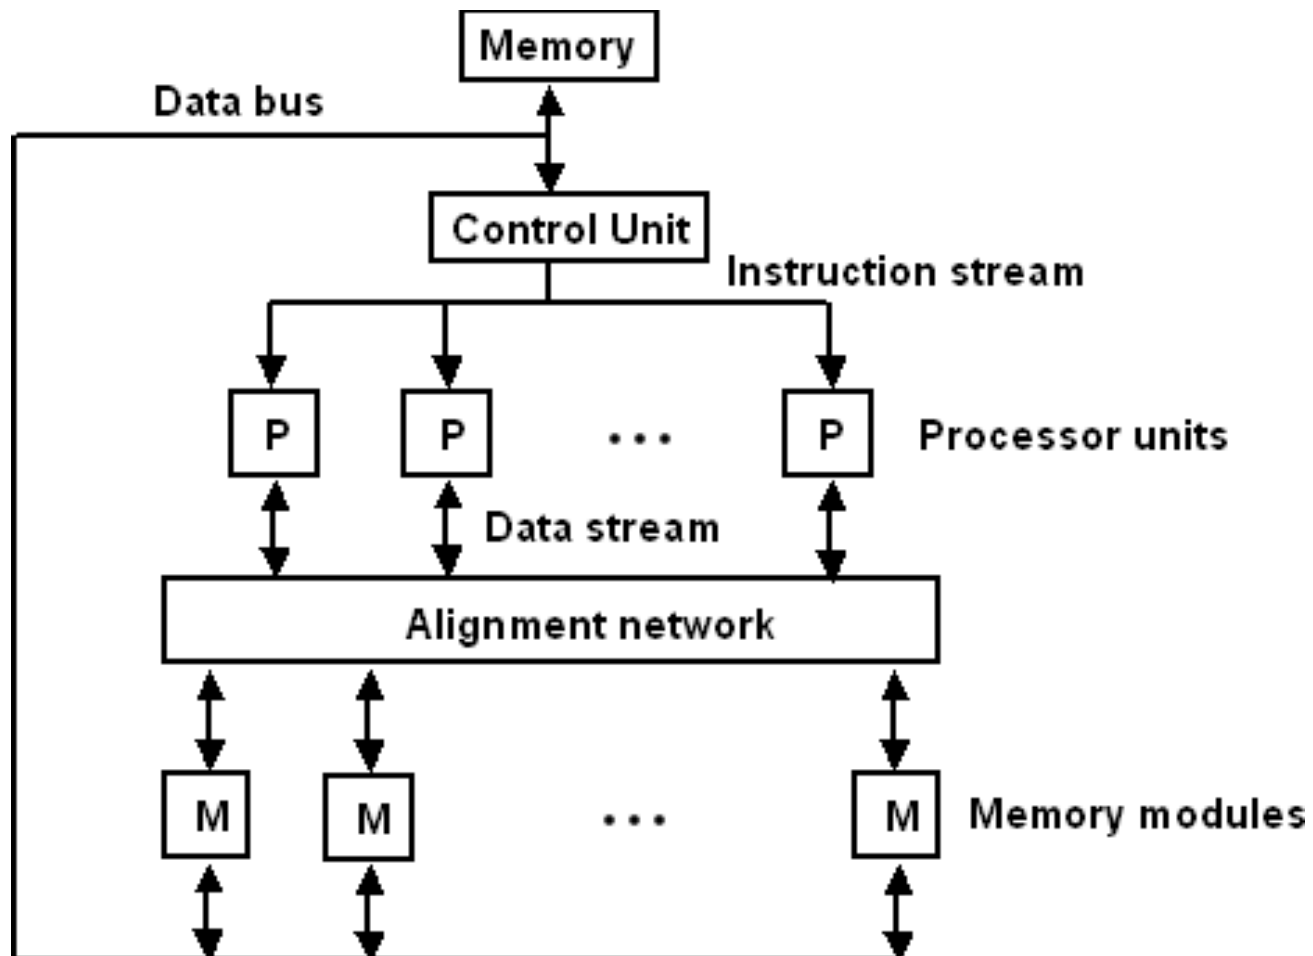 Memory
Data bus
Control Unit
Instruction stream
P P ... P Processor units
Data stream
Alignment network
M M ... M Memory modules